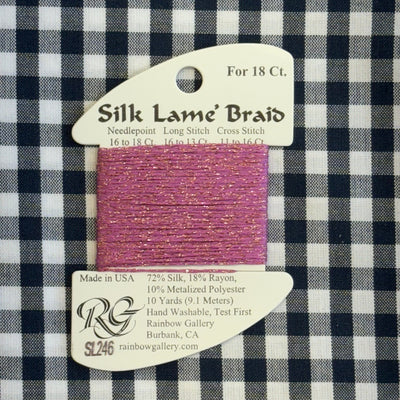 For 18 Ct.
Silk Lame' Braid
Needlepoint Long Stitch Cross Stitch
16 to 18 Ct. 16 to 13 Ct. 11 to 16 Ct
Made in USA
72% Silk, 18% Rayon,
10% Metalized Polyester
10 Yards (9.1 Meters)
Hand Washable, Test First
Rainbow Gallery
Burbank, CA
rainbowgallery.com
RG
SL246